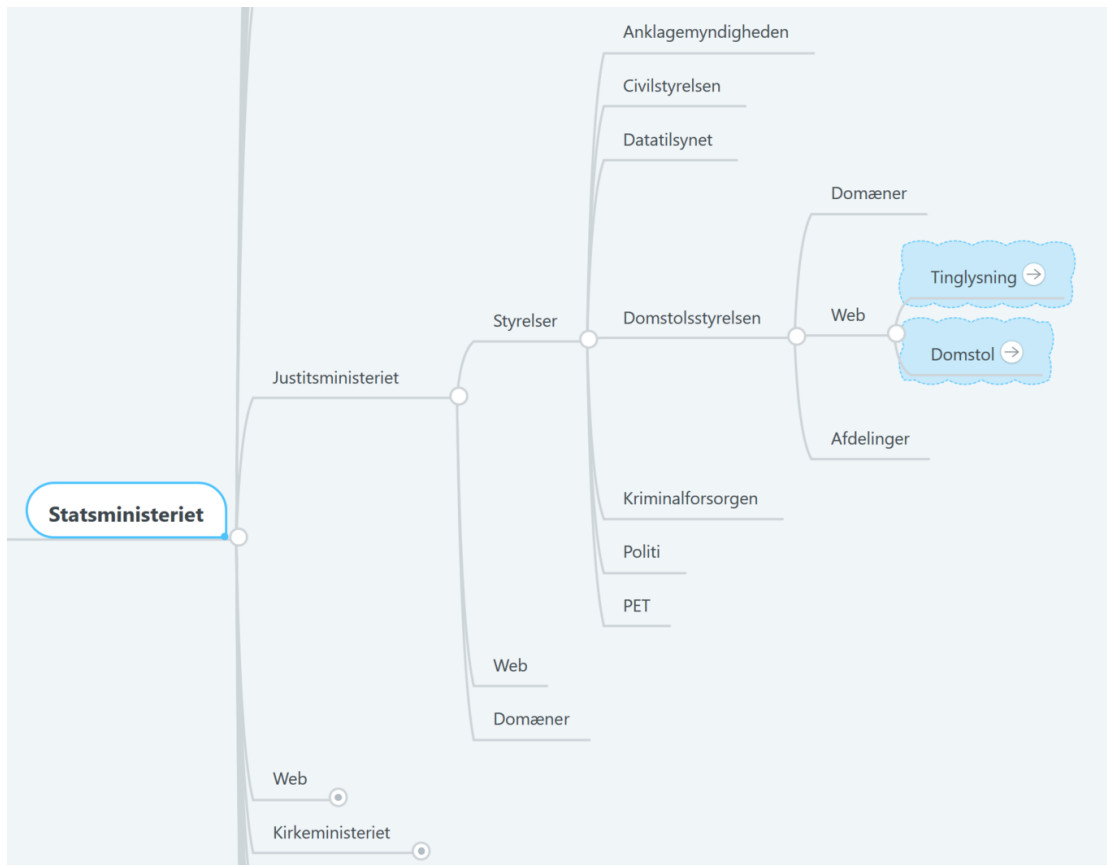 Anklagemyndigheden
Civilstyrelsen
Datatilsynet
Domæner
Tinglysning
Styrelser
Domstolsstyrelsen
Web
Domstol
Justitsministeriet
Afdelinger
Kriminalforsorgen
Statsministeriet
Politi
PET
Web
Domæner
Web
Kirkeministeriet